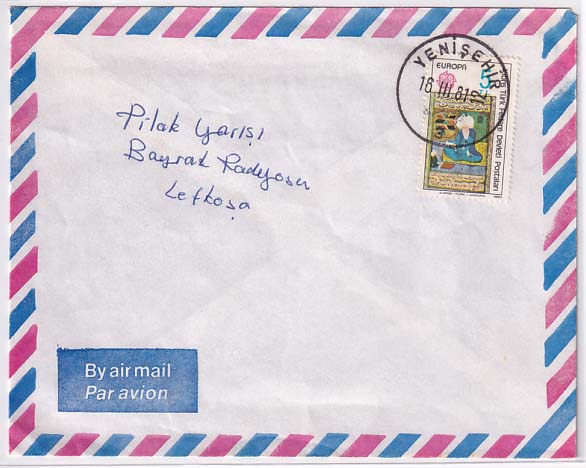 YENİŞEHİR
16 III.81
EUROPA
5
Kıbrıs Türk Federe Devleti Postaları
Pilak Yarışı
Bayrak Radyosu
Lefkoşa
By air mail
Par avion